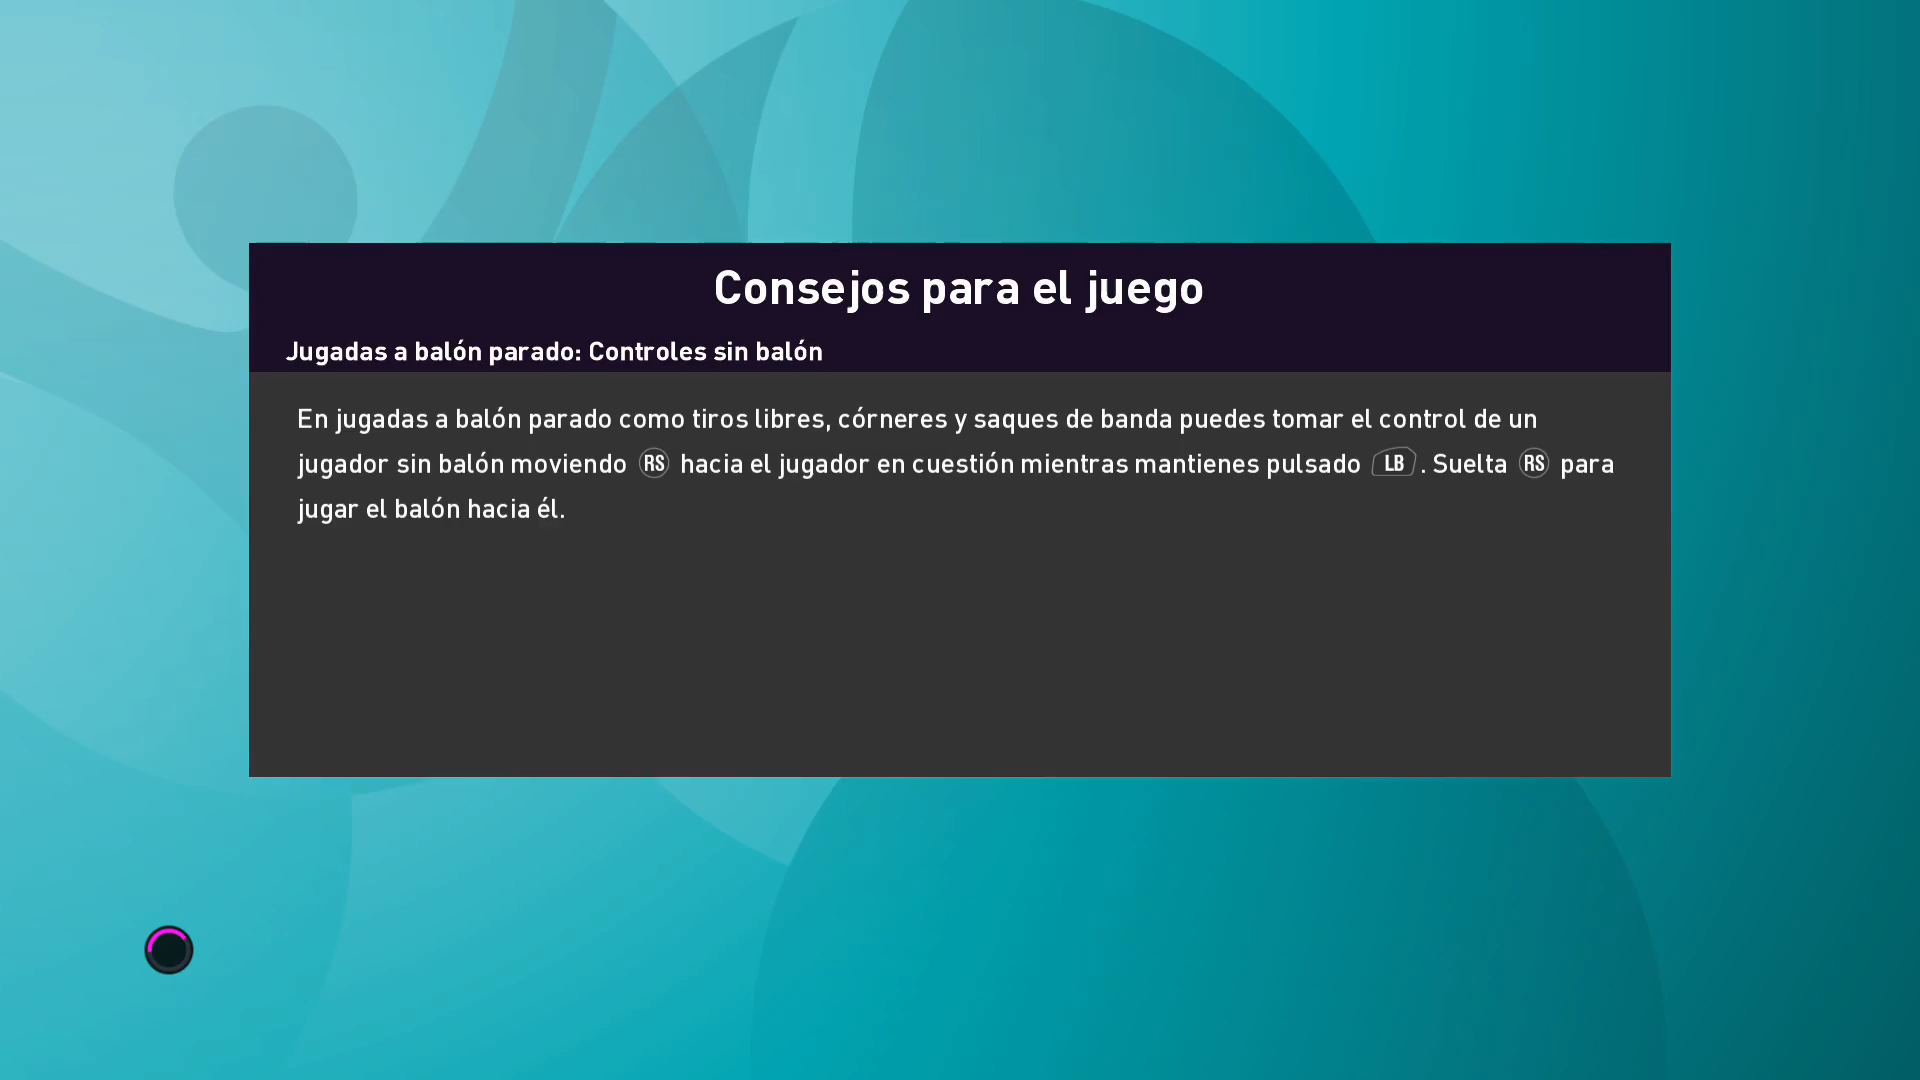 Consejos para el juego
Jugadas a balón parado: Controles sin balón
En jugadas a balón parado como tiros libres, córneres y saques de banda puedes tomar el control de un
jugador sin balón moviendo RS hacia el jugador en cuestión mientras mantienes pulsado LB. Suelta RS para
jugar el balón hacia él.